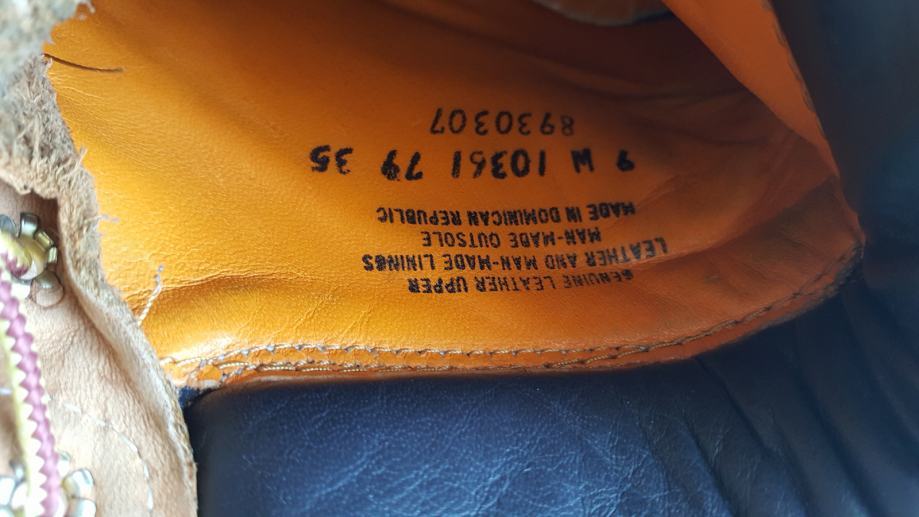 GENUINE LEATHER UPPER
LEATHER AND MAN-MADE LININGS
MAN-MADE OUTSOLE
MADE IN DOMINICAN REPUBLIC
9 W 10361 79 35
8930307